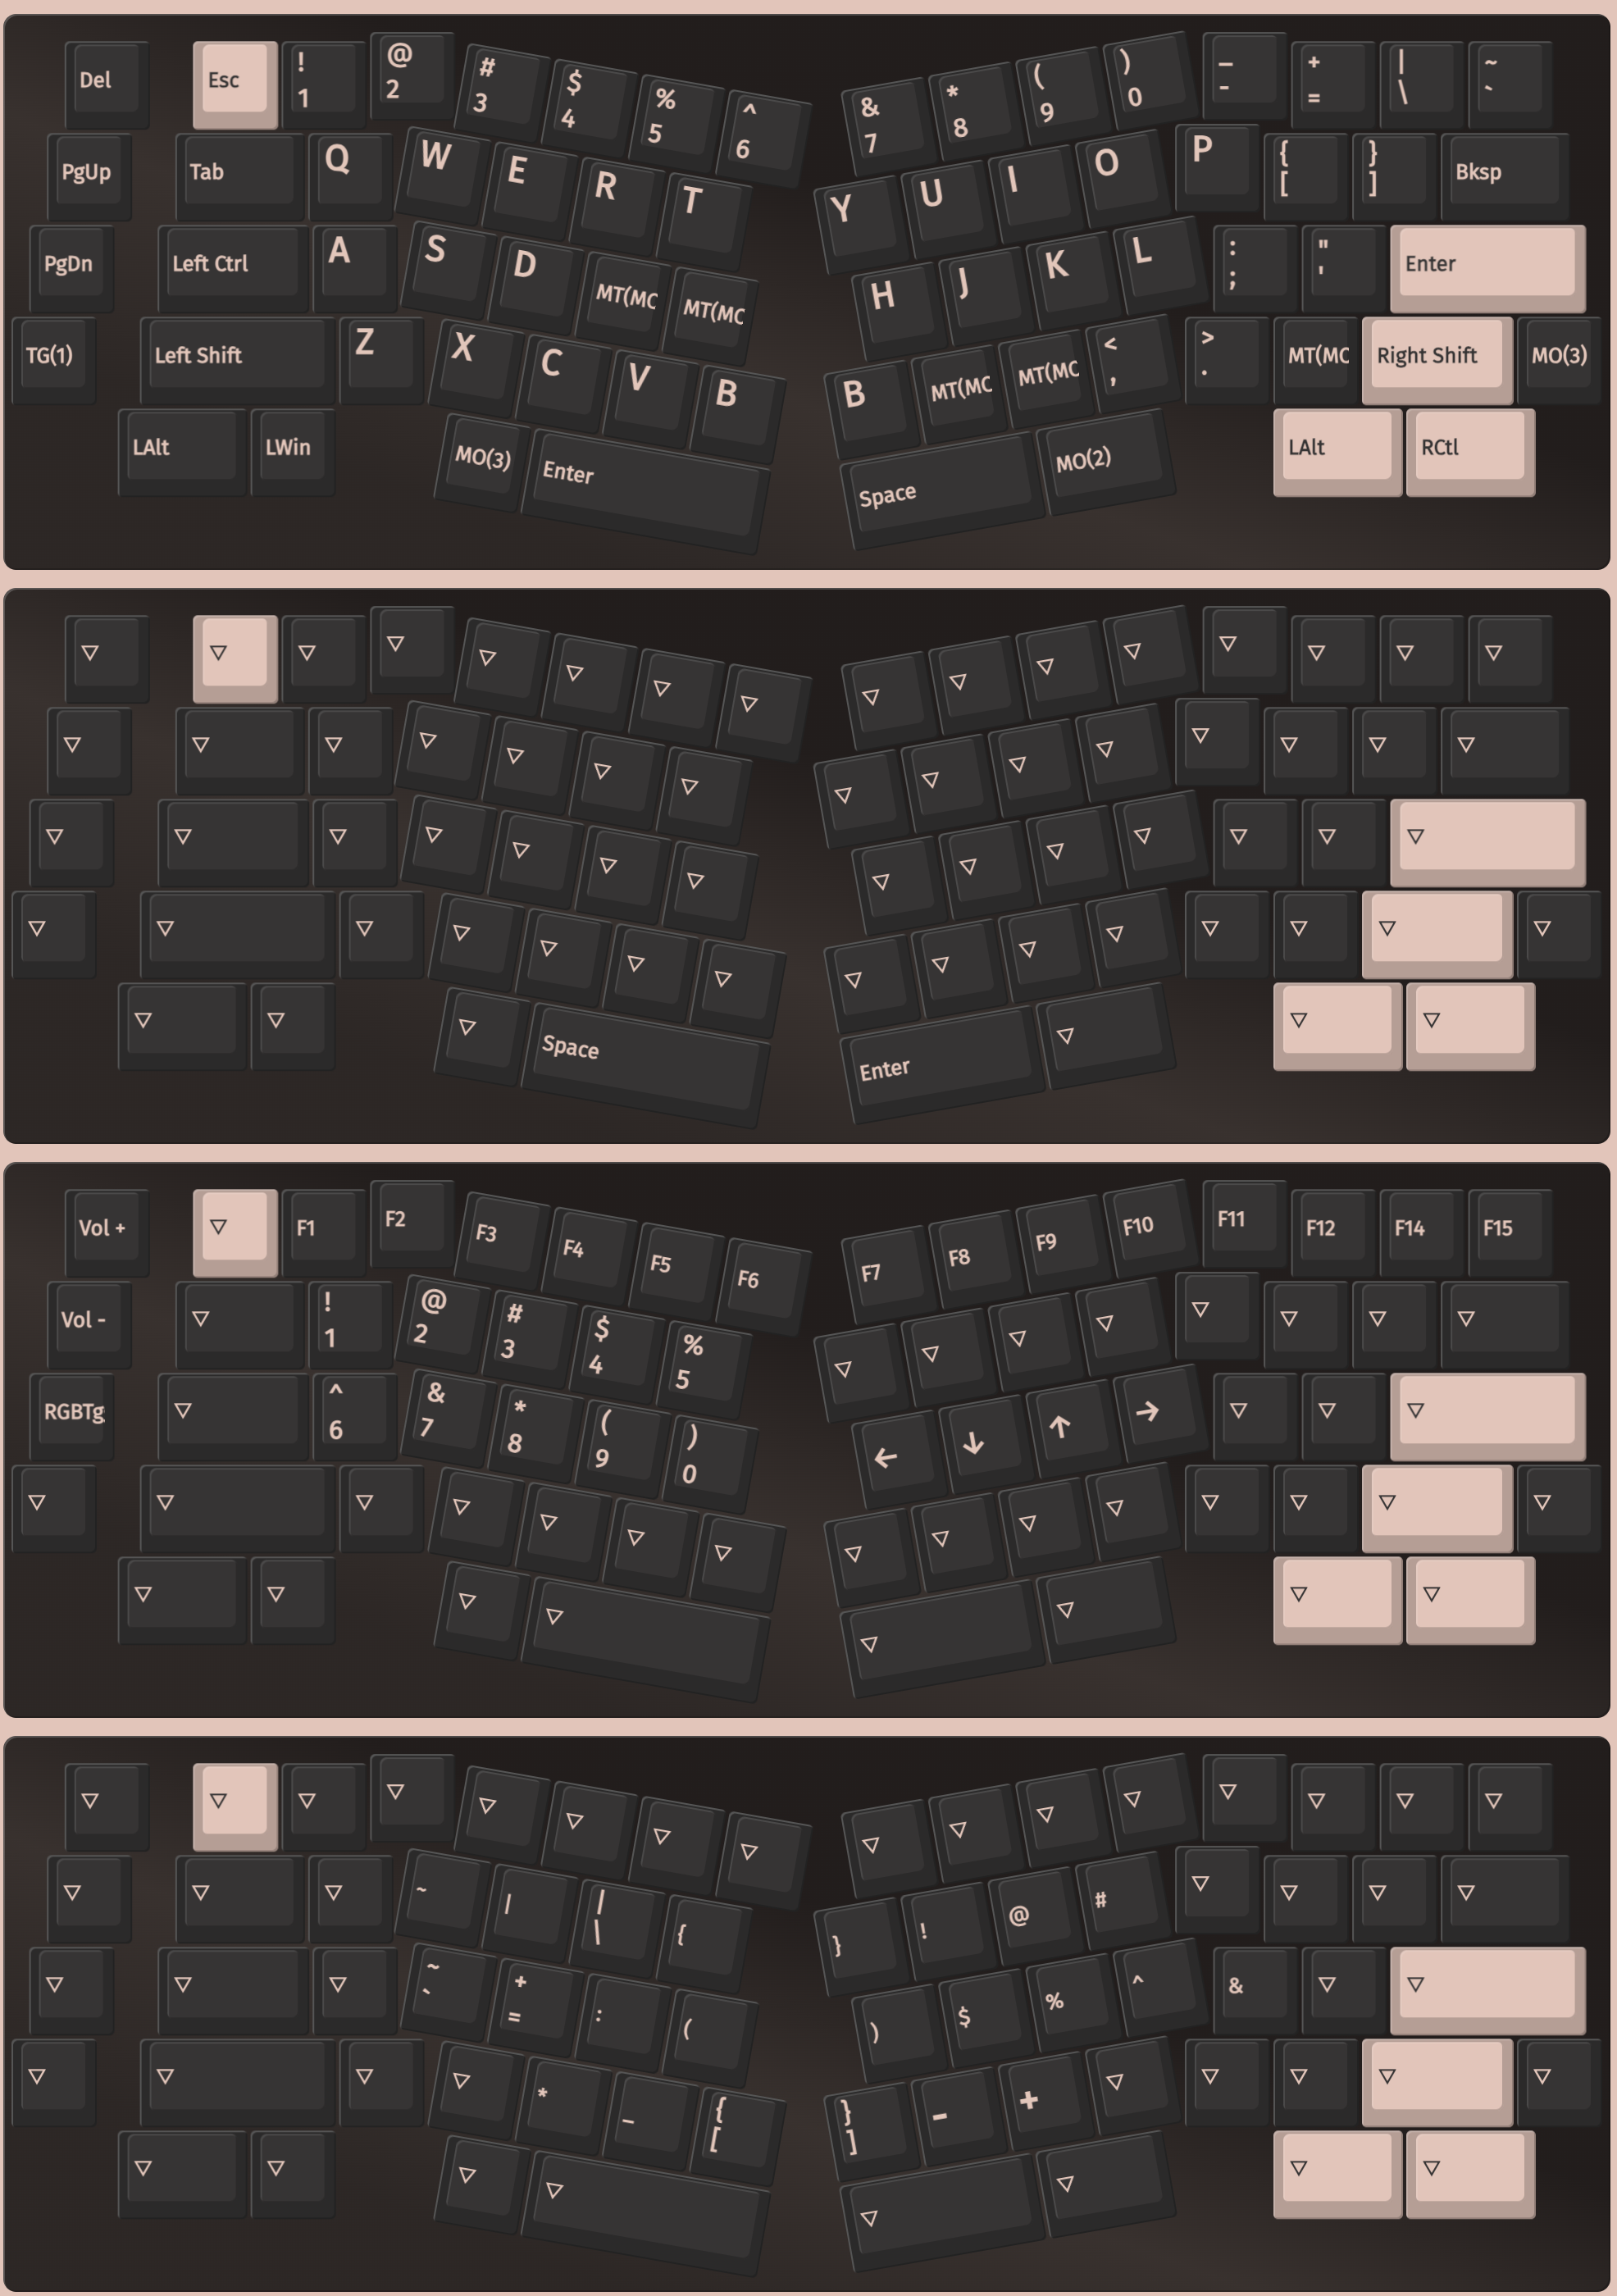 Del Esc ! 1 @ 2 # 3 $ 4 % 5 ^ 6 & 7 * 8 ( 9 ) 0 _ - + = | \ ~ `
PgUp Tab Q W E R T Y U I O P { [ } ] Bksp
PgDn Left Ctrl A S D MT(MC MT(MC H J K L : ; " ' Enter
TG(1) Left Shift Z X C V B B MT(MC MT(MC < , > . MT(MC Right Shift MO(3)
LAlt LWin MO(3) Enter Space MO(2) LAlt RCtl
▽ ▽ ▽ ▽ ▽ ▽ ▽ ▽ ▽ ▽ ▽ ▽ ▽ ▽ ▽ ▽
▽ ▽ ▽ ▽ ▽ ▽ ▽ ▽ ▽ ▽ ▽ ▽ ▽ ▽ ▽
▽ ▽ ▽ ▽ ▽ ▽ ▽ ▽ ▽ ▽ ▽ ▽ ▽ ▽
▽ ▽ ▽ ▽ ▽ ▽ ▽ ▽ ▽ ▽ ▽ ▽ ▽ ▽ ▽
▽ ▽ ▽ Space Enter ▽ ▽ ▽
Vol + ▽ F1 F2 F3 F4 F5 F6 F7 F8 F9 F10 F11 F12 F14 F15
Vol - ▽ ! 1 @ 2 # 3 $ 4 % 5 ▽ ▽ ▽ ▽ ▽ ▽ ▽ ▽
RGBTg ▽ ^ 6 & 7 * 8 ( 9 ) 0 ← ↓ ↑ → ▽ ▽ ▽
▽ ▽ ▽ ▽ ▽ ▽ ▽ ▽ ▽ ▽ ▽ ▽ ▽ ▽ ▽
▽ ▽ ▽ ▽ ▽ ▽ ▽ ▽
▽ ▽ ▽ ▽ ▽ ▽ ▽ ▽ ▽ ▽ ▽ ▽ ▽ ▽ ▽ ▽
▽ ▽ ▽ ~ | | \ { } ! @ # ▽ ▽ ▽ ▽
▽ ▽ ▽ ~ ` + = : ( ) $ % ^ & ▽ ▽
▽ ▽ ▽ ▽ * _ { [ } ] - + ▽ ▽ ▽ ▽ ▽
▽ ▽ ▽ ▽ ▽ ▽ ▽ ▽